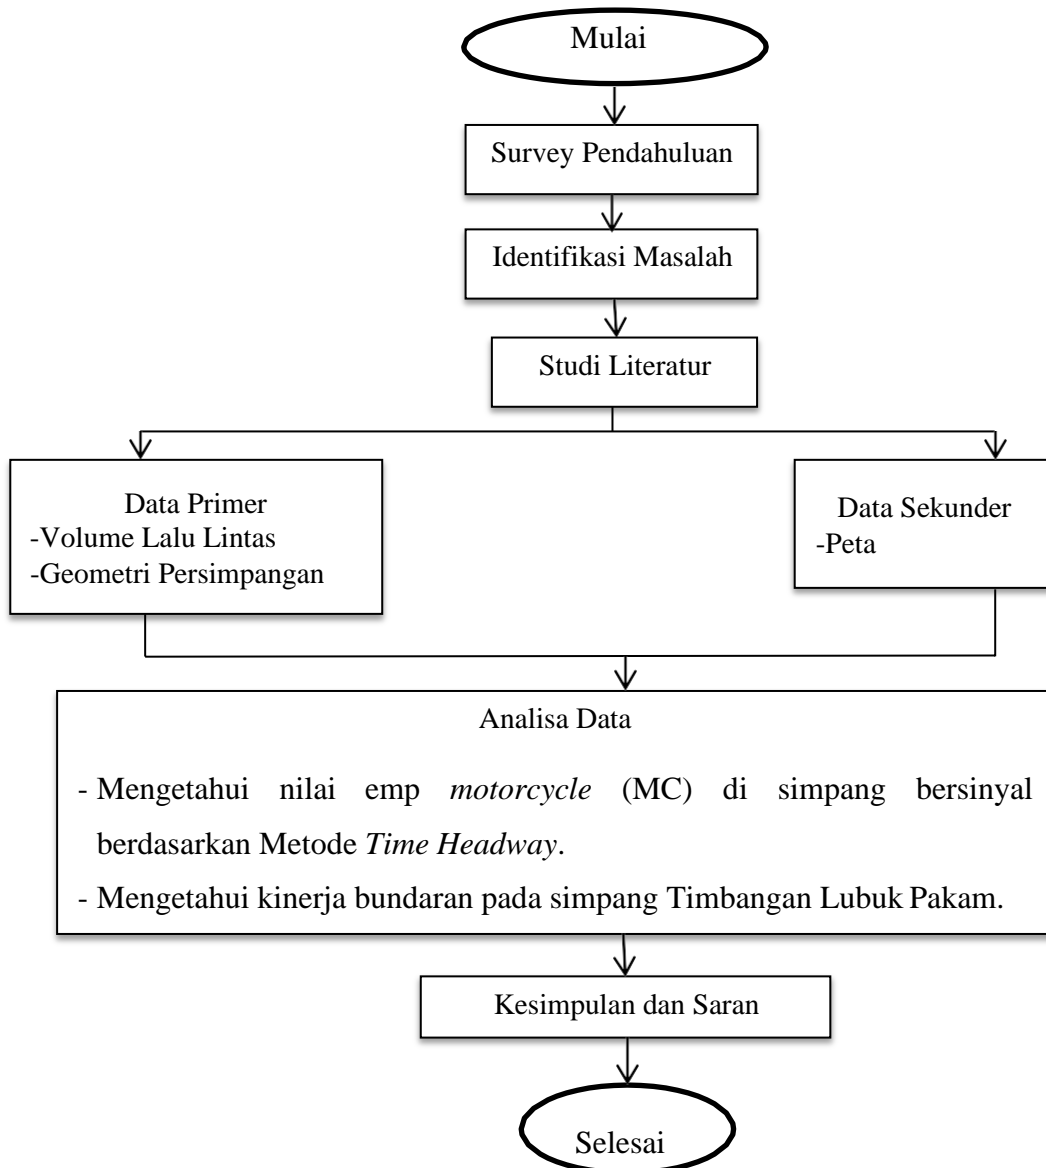 Mulai
Survey Pendahuluan
Identifikasi Masalah
Studi Literatur
Data Primer
-Volume Lalu Lintas
-Geometri Persimpangan
Data Sekunder
-Peta
Analisa Data
- Mengetahui nilai emp motorcycle (MC) di simpang bersinyal
berdasarkan Metode Time Headway.
- Mengetahui kinerja bundaran pada simpang Timbangan Lubuk Pakam.
Kesimpulan dan Saran
Selesai